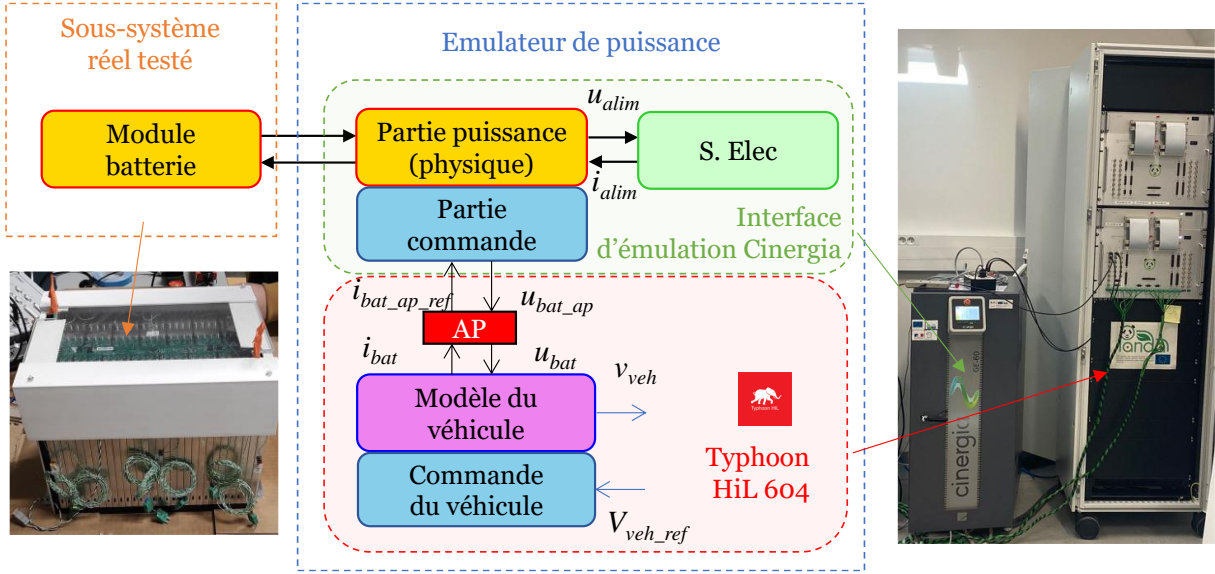 Sous-système
réel testé
Emulateur de puissance
Module
batterie
Partie puissance
(physique)
u_alim
i_alim
S. Elec
Partie
commande
Interface
d'émulation Cinergia
i_bat_ap_ref
u_bat_ap
AP
i_bat
u_bat
v_veh
Modèle du
véhicule
Commande
du véhicule
V_veh_ref
Typhoon HiL
Typhoon
HiL 604
cinergia
GE-60